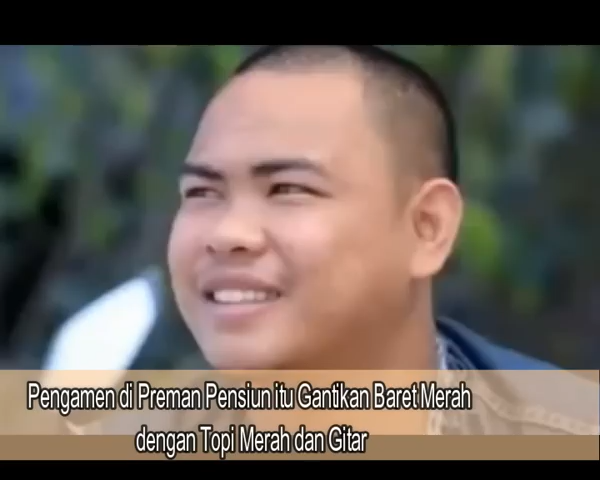 Pengamen di Preman Pensiun itu Gantikan Baret Merah
dengan Topi Merah dan Gitar